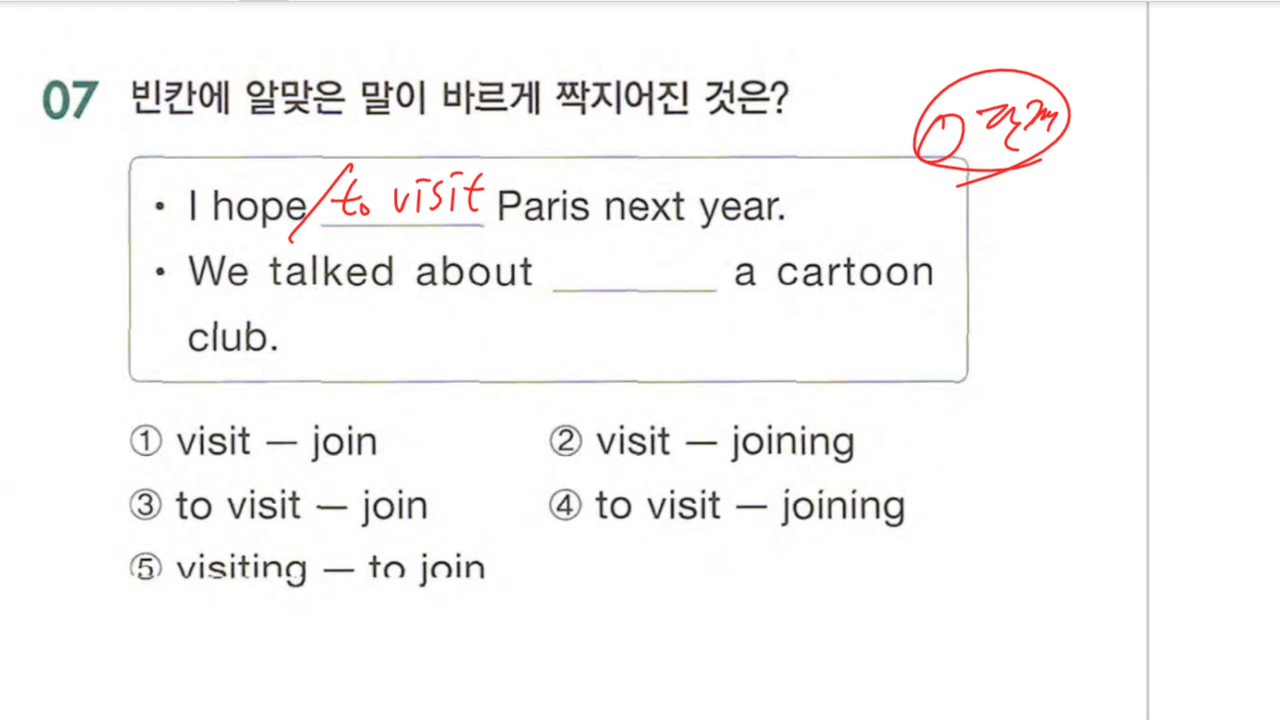 07 빈칸에 알맞은 말이 바르게 짝지어진 것은?
• I hope to visit Paris next year.
• We talked about ________ a cartoon
club.
① visit — join
② visit — joining
③ to visit — join
④ to visit — joining
⑤ visiting — to join